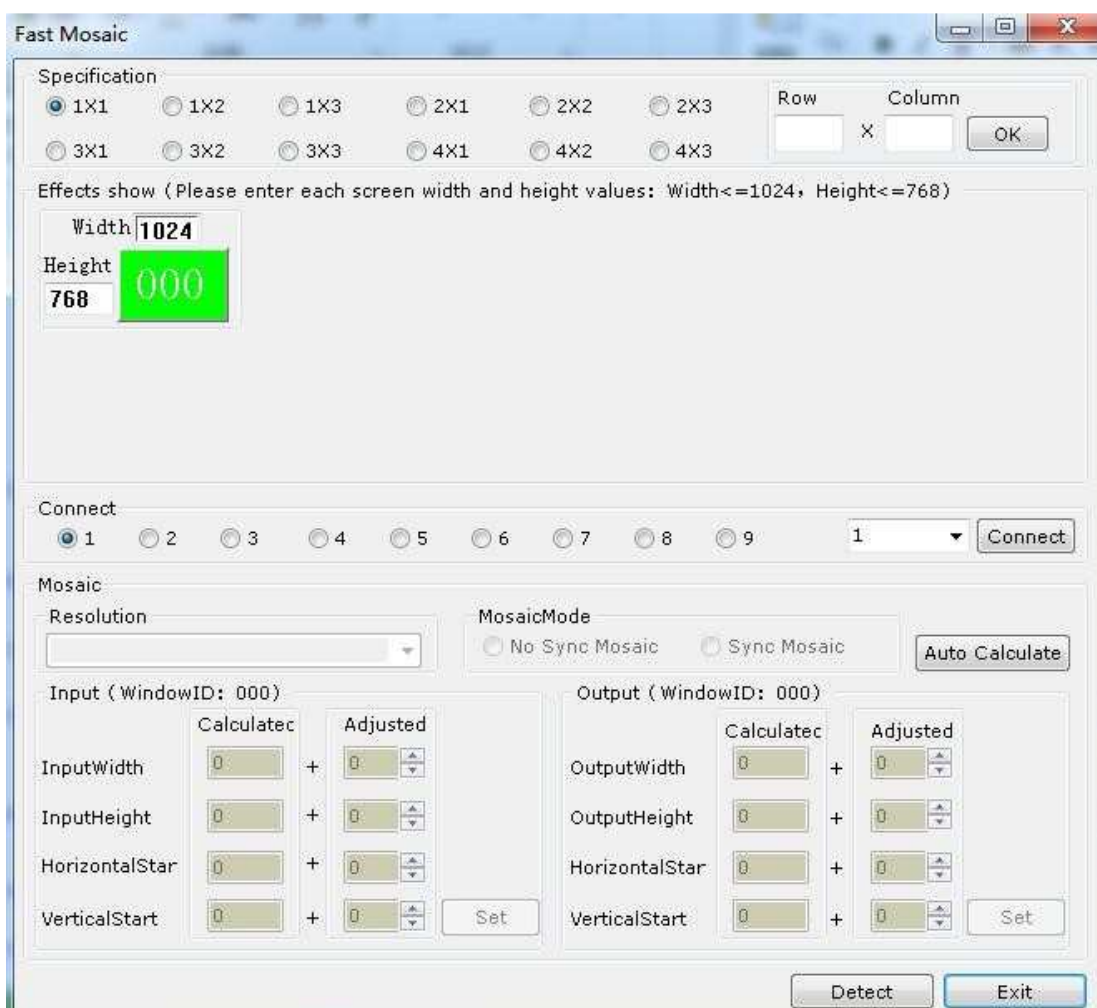 Fast Mosaic
Specification
1X1 1X2 1X3 2X1 2X2 2X3
3X1 3X2 3X3 4X1 4X2 4X3
Row Column
X OK
Effects show (Please enter each screen width and height values: Width<=1024, Height<=768)
Width 1024
Height
768
000
Connect
1 2 3 4 5 6 7 8 9 1 Connect
Mosaic
Resolution
MosaicMode
No Sync Mosaic Sync Mosaic
Auto Calculate
Input (WindowID: 000)
Calculatec Adjusted
InputWidth 0 + 0
InputHeight 0 + 0
HorizontalStar 0 + 0
VerticalStart 0 + 0 Set
Output (WindowID: 000)
Calculatec Adjusted
OutputWidth 0 + 0
OutputHeight 0 + 0
HorizontalStar 0 + 0
VerticalStart 0 + 0 Set
Detect Exit